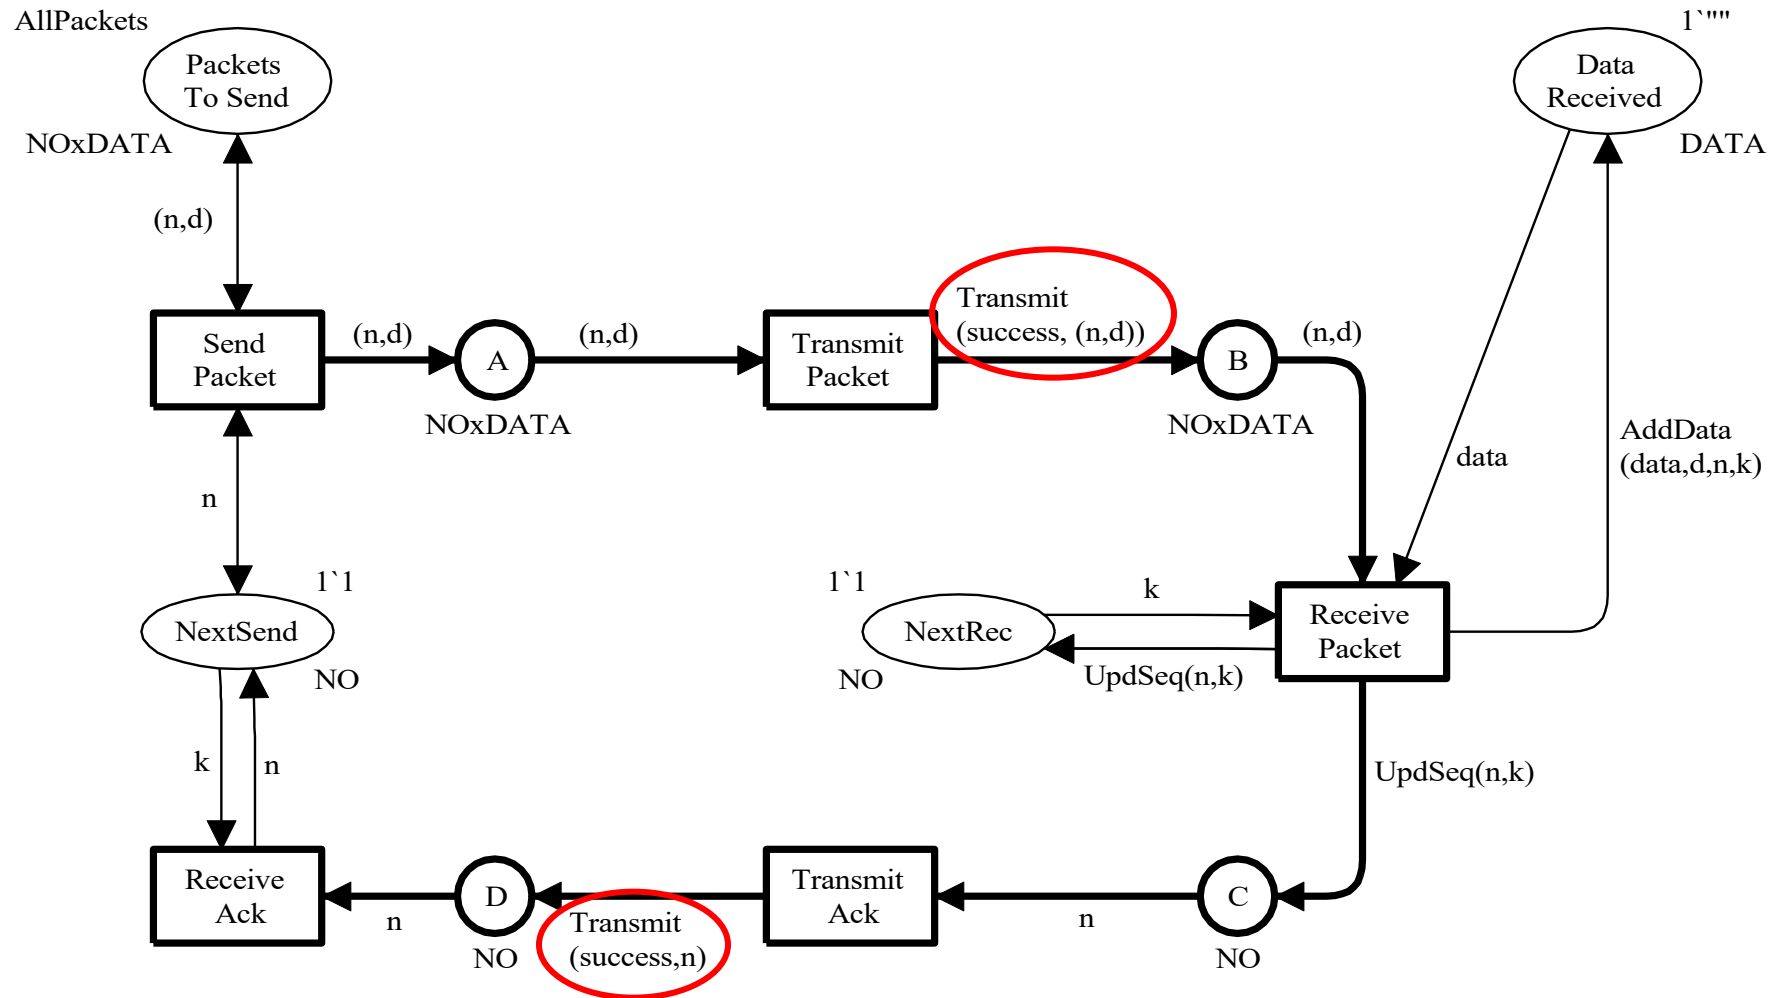 AllPackets
1`""
Packets
To Send
Data
Received
NOxDATA
DATA
(n,d)
Transmit
(success, (n,d))
Send
Packet
(n,d)
A
(n,d)
Transmit
Packet
B
(n,d)
NOxDATA
NOxDATA
AddData
(data,d,n,k)
data
n
1`1
NextSend
NO
1`1
NextRec
NO
k
UpdSeq(n,k)
Receive
Packet
k
n
UpdSeq(n,k)
Receive
Ack
n
D
NO
Transmit
(success,n)
Transmit
Ack
n
C
NO